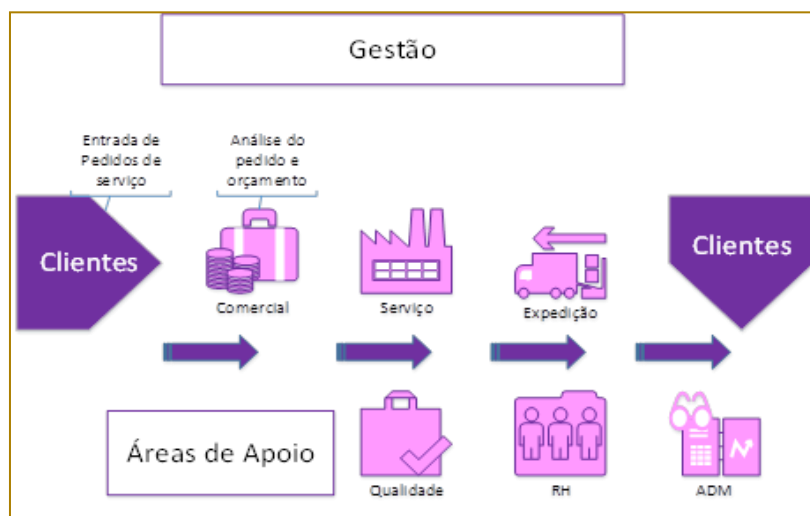 Gestão
Entrada de
Pedidos de
serviço
Análise do
pedido e
orçamento
Clientes
Clientes
Comercial
Serviço
Expedição
Áreas de Apoio
Qualidade
RH
ADM